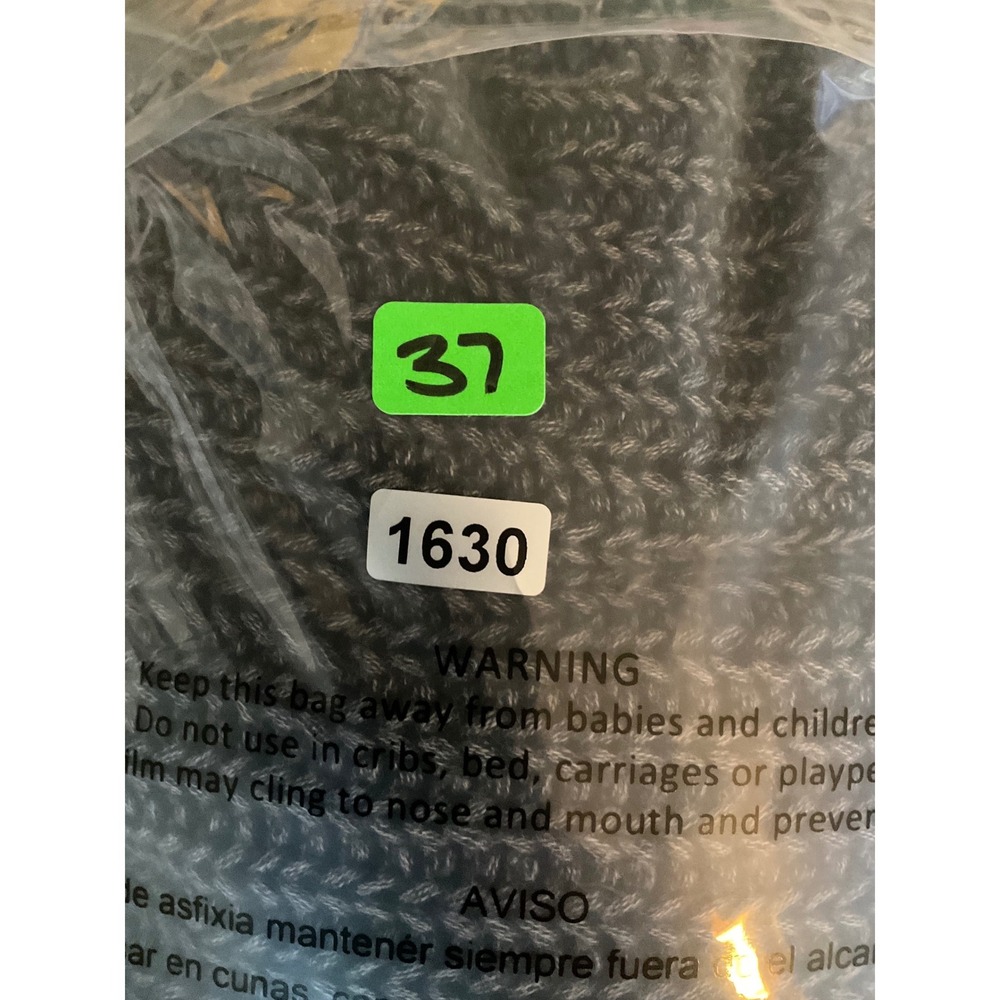 37
1630
WARNING
Keep this bag away from babies and childre
Do not use in cribs, bed, carriages or plaype
ilm may cling to nose and mouth and preven
AVISO
de asfixia mantener siempre fuera del alca
ar en cunas,